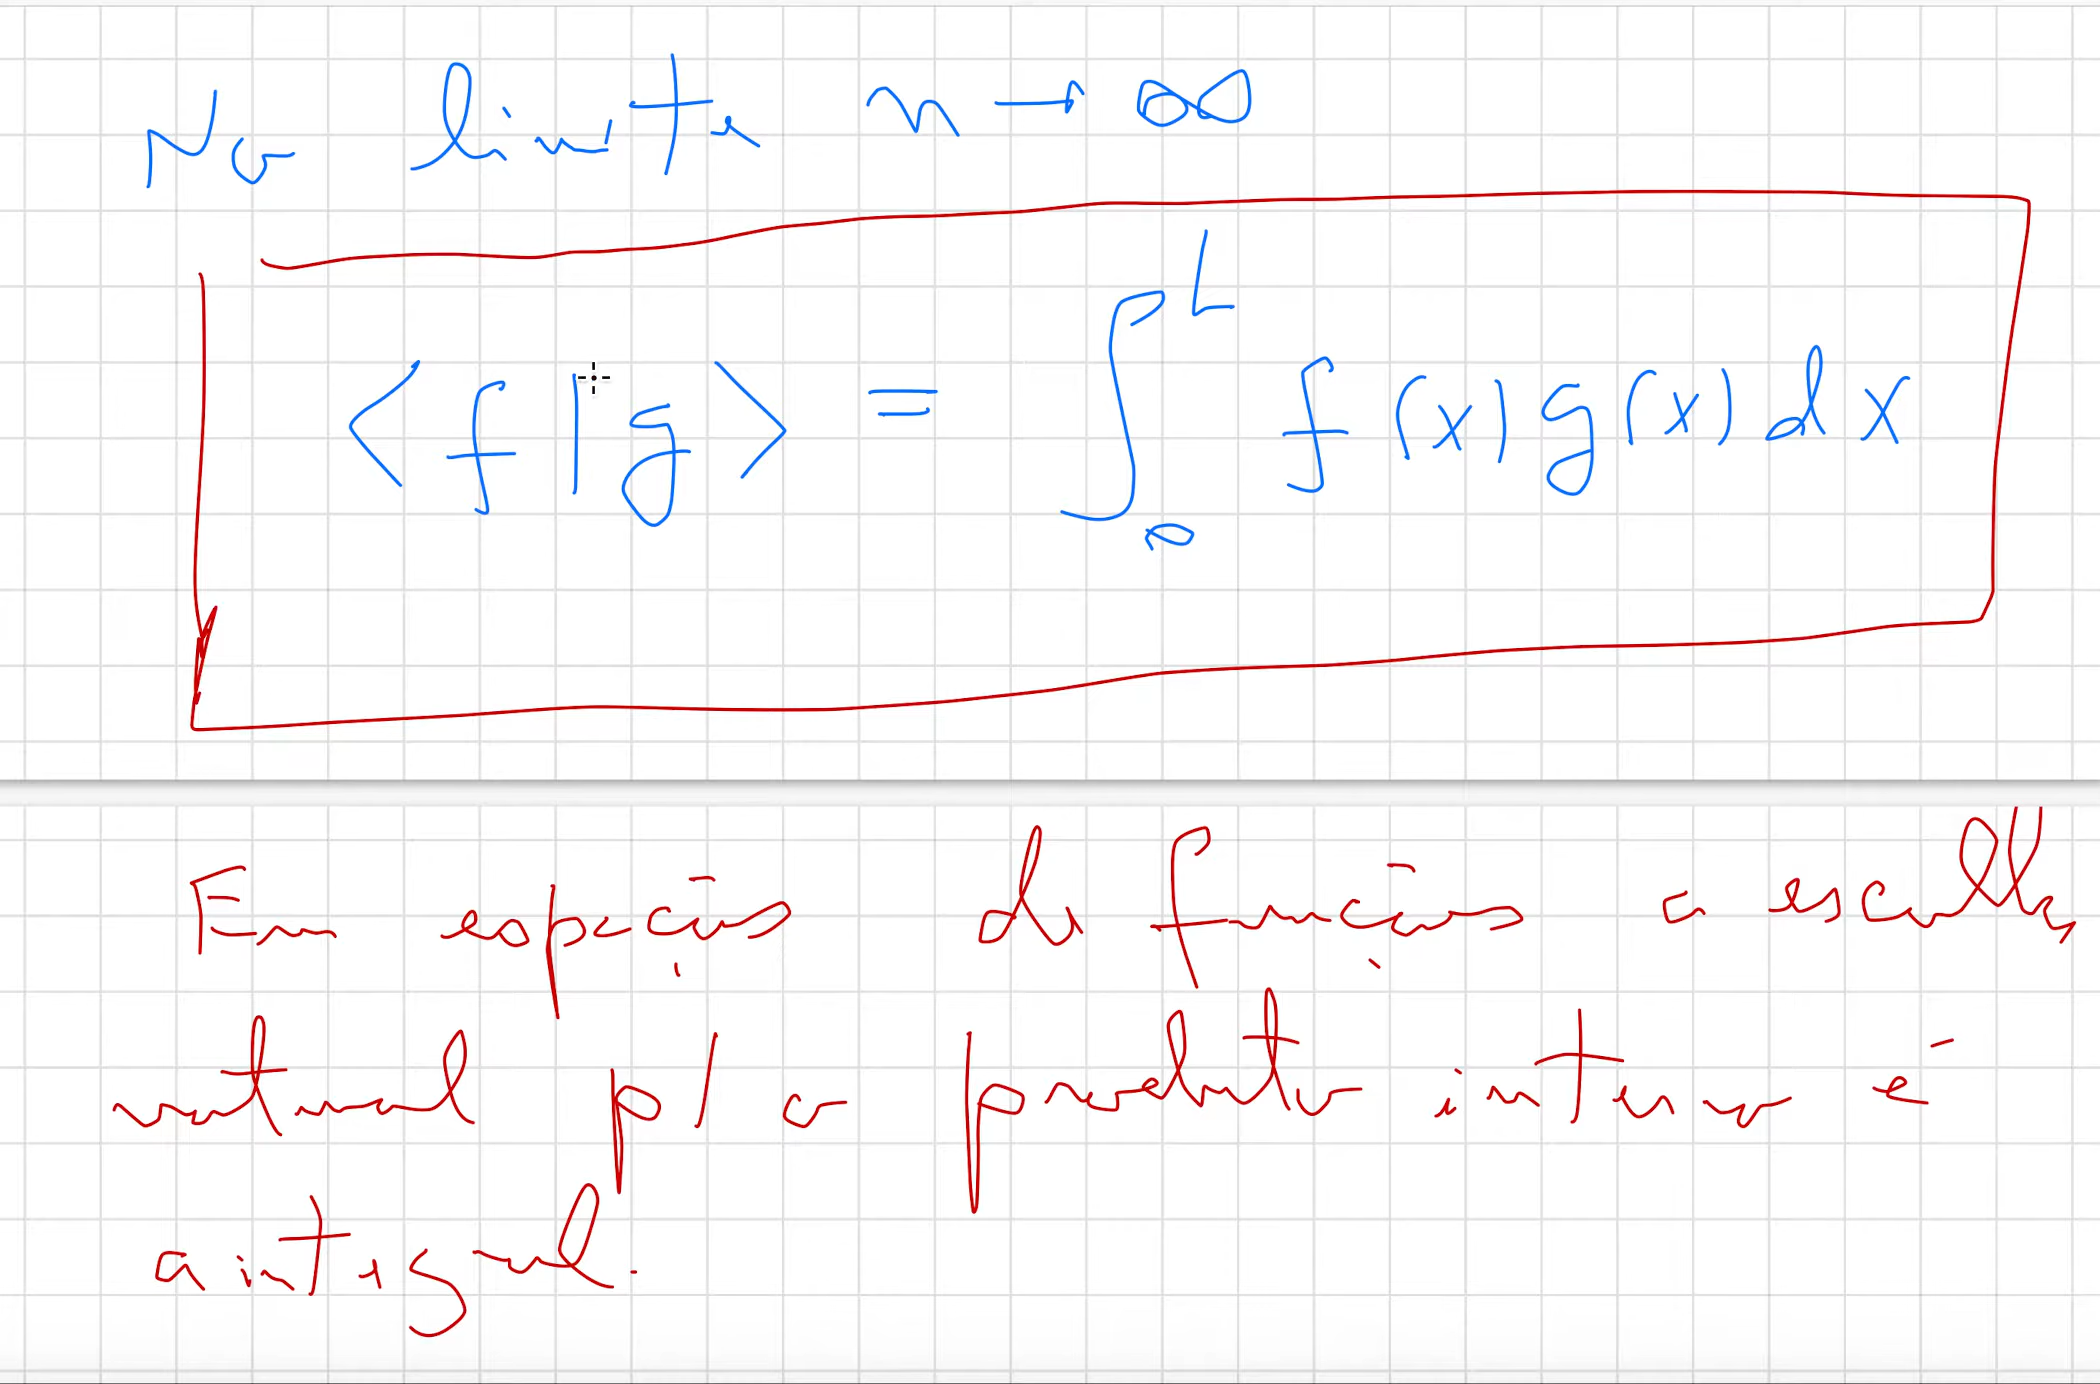 No limite n → ∞
<f|g> = ∫₀ᴸ f(x)g(x)dx
Em espaços de funções a escolha
natural p/ o produto interno é
a integral.